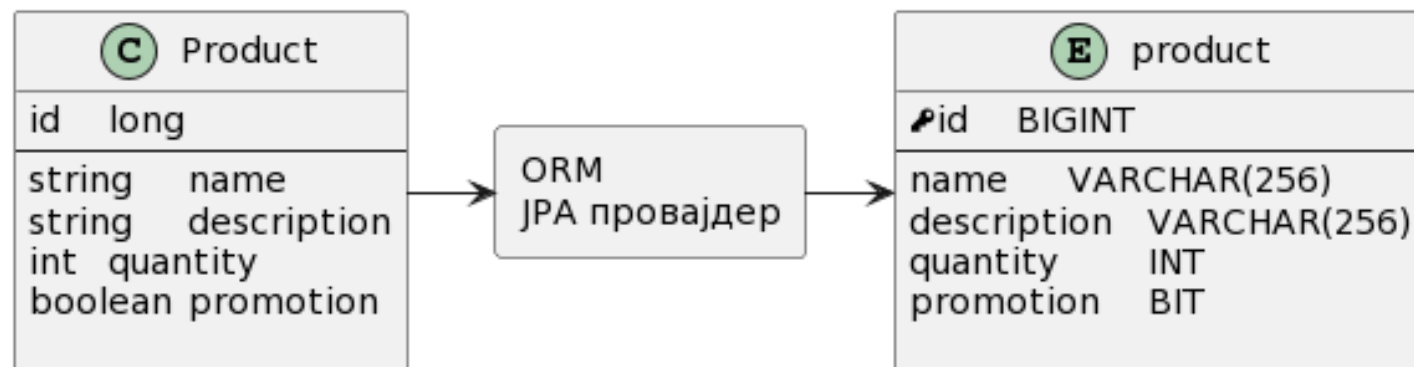 C Product
id long
string name
string description
int quantity
boolean promotion
ORM
JPA провајдер
E product
id BIGINT
name VARCHAR(256)
description VARCHAR(256)
quantity INT
promotion BIT